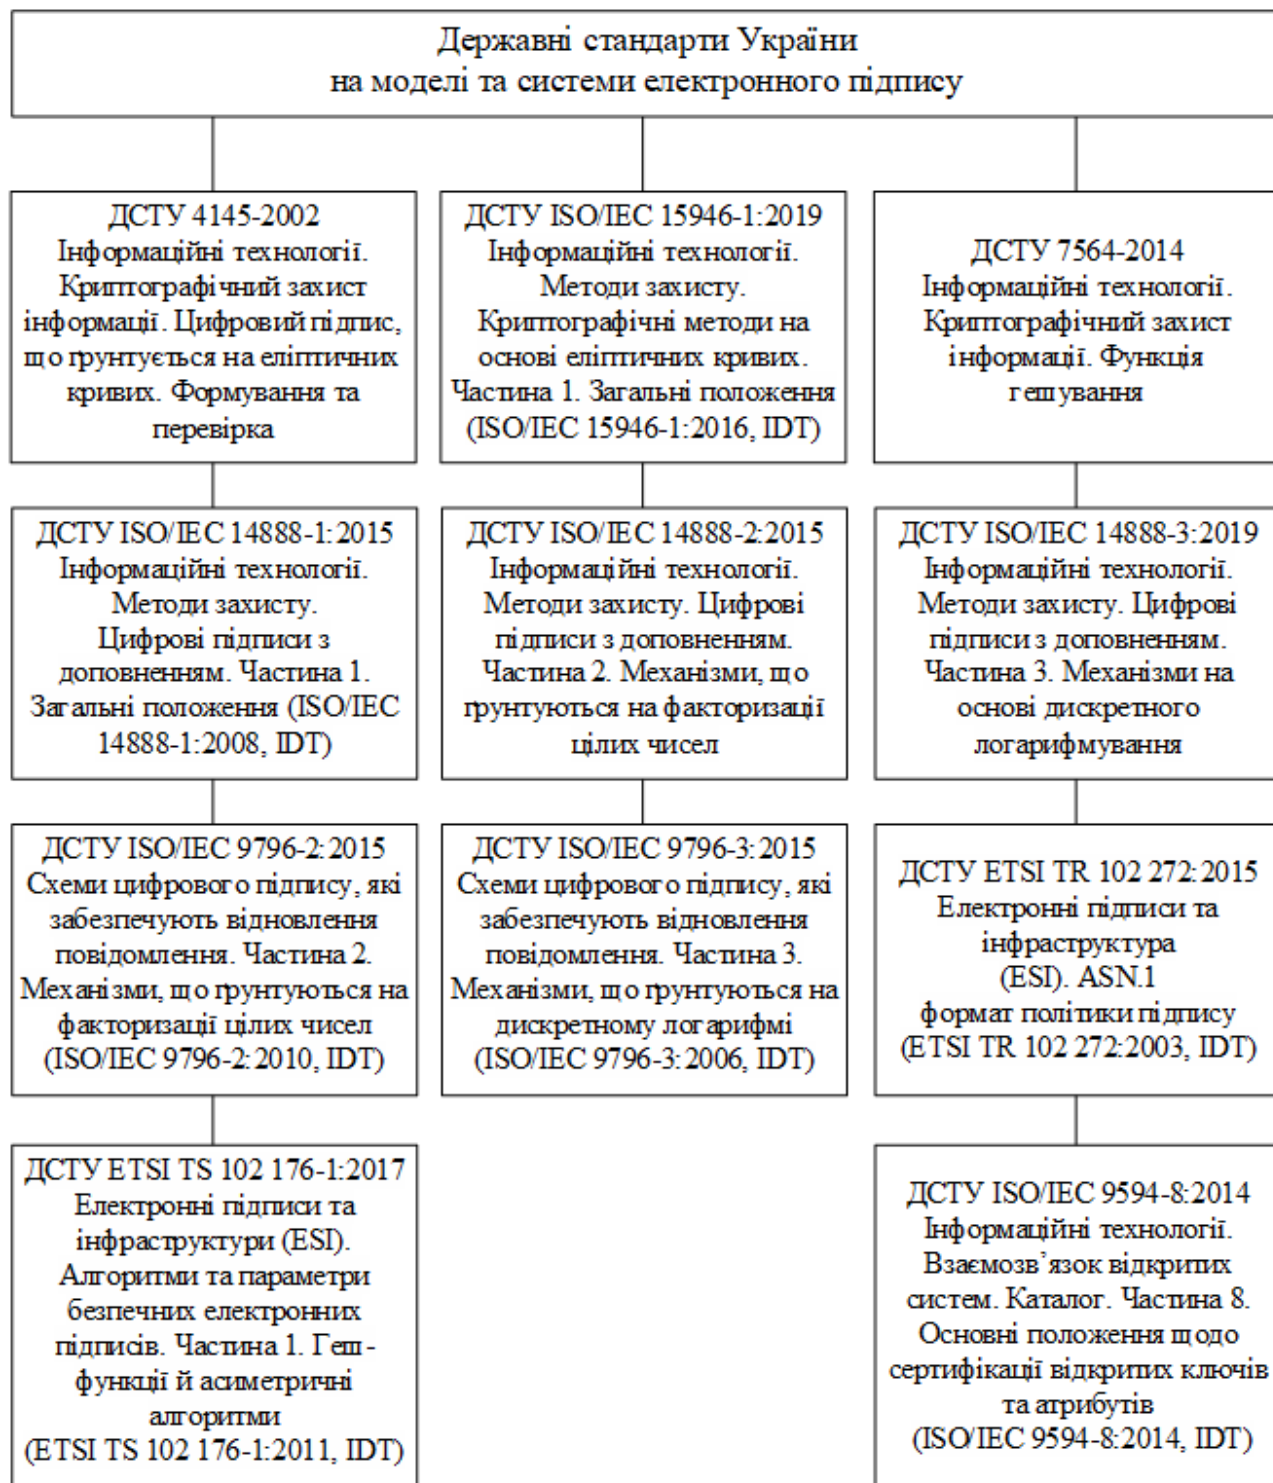 Державні стандарти України
на моделі та системи електронного підпису
ДСТУ 4145-2002
Інформаційні технології.
Криптографічний захист
інформації. Цифровий підпис,
що ґрунтується на еліптичних
кривих. Формування та
перевірка
ДСТУ ISO/IEC 15946-1:2019
Інформаційні технології.
Методи захисту.
Криптографічні методи на
основі еліптичних кривих.
Частина 1. Загальні положення
(ISO/IEC 15946-1:2016, IDT)
ДСТУ 7564-2014
Інформаційні технології.
Криптографічний захист
інформації. Функція
гешування
ДСТУ ISO/IEC 14888-1:2015
Інформаційні технології.
Методи захисту.
Цифрові підписи з
доповненням. Частина 1.
Загальні положення (ISO/IEC
14888-1:2008, IDT)
ДСТУ ISO/IEC 14888-2:2015
Інформаційні технології.
Методи захисту. Цифрові
підписи з доповненням.
Частина 2. Механізми, що
ґрунтуються на факторизації
цілих чисел
ДСТУ ISO/IEC 14888-3:2019
Інформаційні технології.
Методи захисту. Цифрові
підписи з доповненням.
Частина 3. Механізми на
основі дискретного
логарифмування
ДСТУ ISO/IEC 9796-2:2015
Схеми цифрового підпису, які
забезпечують відновлення
повідомлення. Частина 2.
Механізми, що ґрунтуються на
факторизації цілих чисел
(ISO/IEC 9796-2:2010, IDT)
ДСТУ ISO/IEC 9796-3:2015
Схеми цифрового підпису, які
забезпечують відновлення
повідомлення. Частина 3.
Механізми, що ґрунтуються на
дискретному логарифмі
(ISO/IEC 9796-3:2006, IDT)
ДСТУ ETSI TR 102 272:2015
Електронні підписи та
інфраструктура
(ESI). ASN.1
формат політики підпису
(ETSI TR 102 272:2003, IDT)
ДСТУ ETSI TS 102 176-1:2017
Електронні підписи та
інфраструктури (ESI).
Алгоритми та параметри
безпечних електронних
підписів. Частина 1. Геш-
функції й асиметричні
алгоритми
(ETSI TS 102 176-1:2011, IDT)
ДСТУ ISO/IEC 9594-8:2014
Інформаційні технології.
Взаємозв’язок відкритих
систем. Каталог. Частина 8.
Основні положення щодо
сертифікації відкритих ключів
та атрибутів
(ISO/IEC 9594-8:2014, IDT)